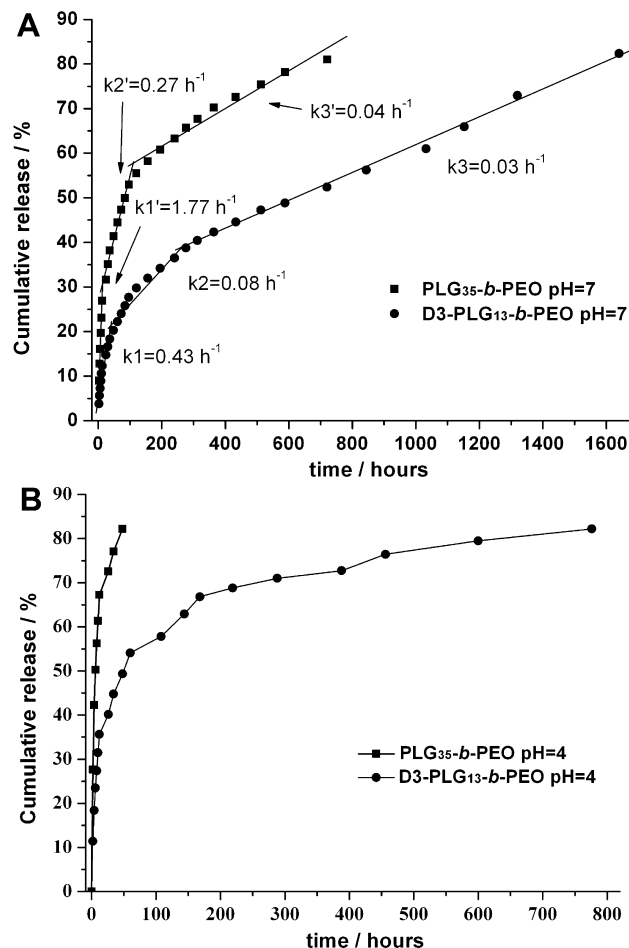 A
90
80
70
60
50
40
30
20
10
0
Cumulative release / %
k2'=0.27 h⁻¹
k3'=0.04 h⁻¹
k1'=1.77 h⁻¹
k3=0.03 h⁻¹
k2=0.08 h⁻¹
k1=0.43 h⁻¹
PLG₃₅-b-PEO pH=7
D3-PLG₁₃-b-PEO pH=7
0 200 400 600 800 1000 1200 1400 1600
time / hours
B
90
80
70
60
50
40
30
20
10
0
Cumulative release / %
PLG₃₅-b-PEO pH=4
D3-PLG₁₃-b-PEO pH=4
0 100 200 300 400 500 600 700 800
time / hours